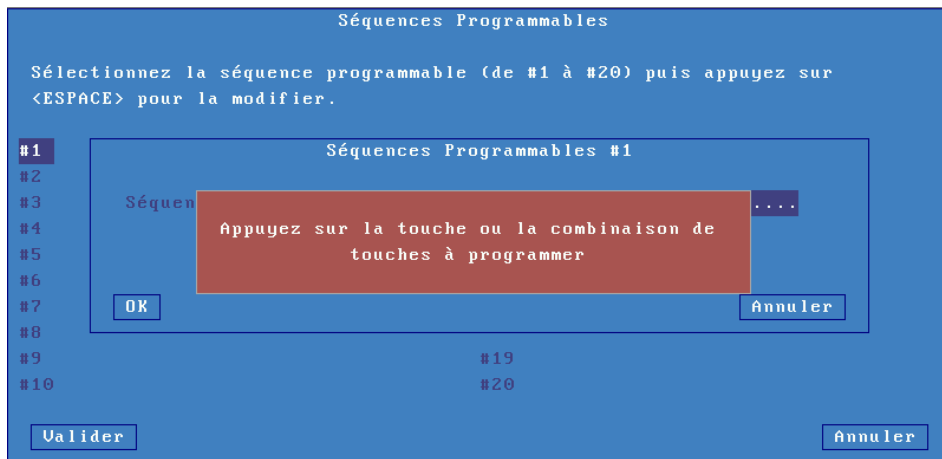 Séquences Programmables
Sélectionnez la séquence programmable (de #1 à #20) puis appuyez sur
<ESPACE> pour la modifier.
#1
Séquences Programmables #1
#2
#3
Séquen
....
#4
Appuyez sur la touche ou la combinaison de
#5
touches à programmer
#6
#7
OK
Annuler
#8
#9
#19
#10
#20
Valider
Annuler